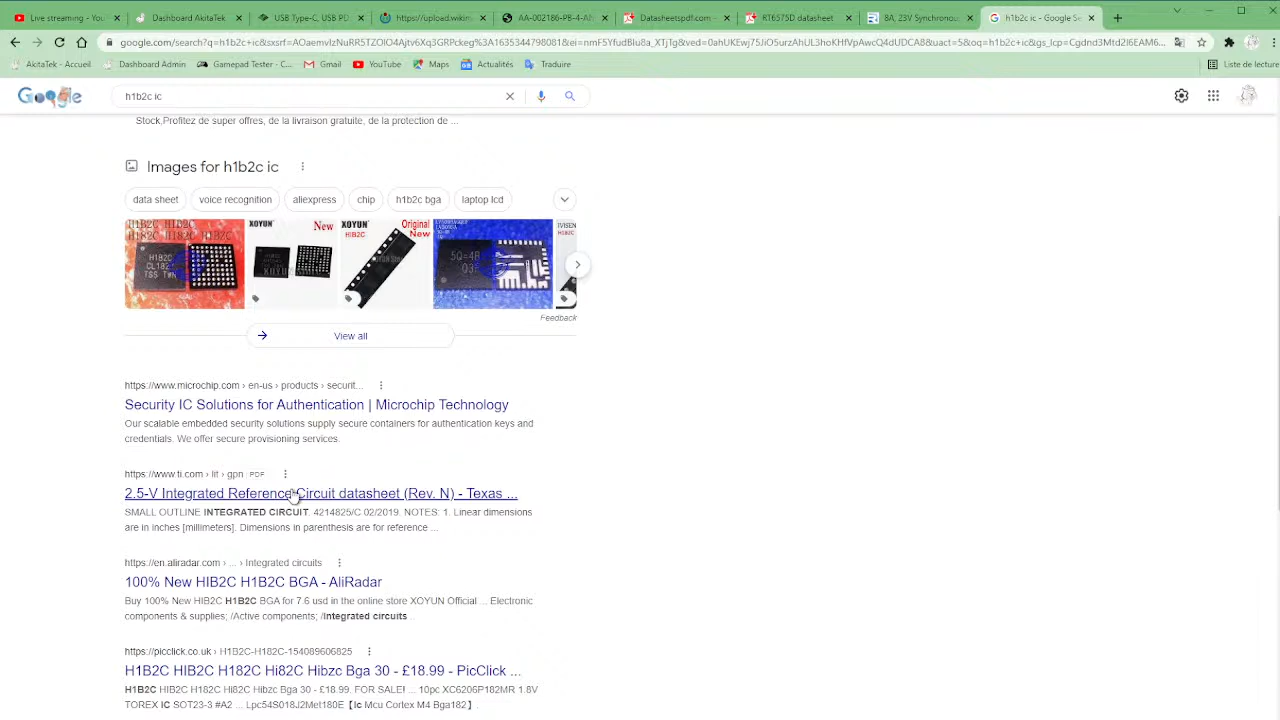 Live streaming - You
Dashboard AkitaTek
USB Type-C, USB PD
https://upload.wikim
AA-002186-PB-4-A
Datasheetspdf.com -
RT6575D datasheet
8A, 23V Synchronou
h1b2c ic - Google Se
google.com/search?q=h1b2c+ic&sxsrf=
AkitaTek - Accueil
Dashboard Admin
Gamepad Tester - C...
Gmail
YouTube
Maps
Actualités
Traduire
Liste de lecture
Google
h1b2c ic
Stock,Profitez de super offres, de la livraison gratuite, de la protection de ...
Images for h1b2c ic
data sheet
voice recognition
aliexpress
chip
h1b2c bga
laptop lcd
H1B2C
XOYUN
New
XOYUN
HIB2C
Original
New
5Q=4B
Feedback
View all
https://www.microchip.com › en-us › products › securit...
Security IC Solutions for Authentication | Microchip Technology
Our scalable embedded security solutions supply secure containers for authentication keys and
credentials. We offer secure provisioning services.
https://www.ti.com › lit › gpn PDF
2.5-V Integrated Reference Circuit datasheet (Rev. N) - Texas ...
SMALL OUTLINE INTEGRATED CIRCUIT. 4214825/C 02/2019. NOTES: 1. Linear dimensions
are in inches [millimeters]. Dimensions in parenthesis are for reference ...
https://en.aliradar.com › ... › Integrated circuits
100% New HIB2C H1B2C BGA - AliRadar
Buy 100% New HIB2C H1B2C BGA for 7.6 usd in the online store XOYUN Official ... Electronic
components & supplies; /Active components; /Integrated circuits .
https://picclick.co.uk › H1B2C-H182C-154089606825
H1B2C HIB2C H182C Hi82C Hibzc Bga 30 - £18.99 - PicClick ...
H1B2C HIB2C H182C Hi82C Hibzc Bga 30 - £18.99. FOR SALE! ... 10pc XC6206P182MR 1.8V
TOREX IC SOT23-3 #A2 ... Lpc54S018J2Met180E【Ic Mcu Cortex M4 Bga182】.